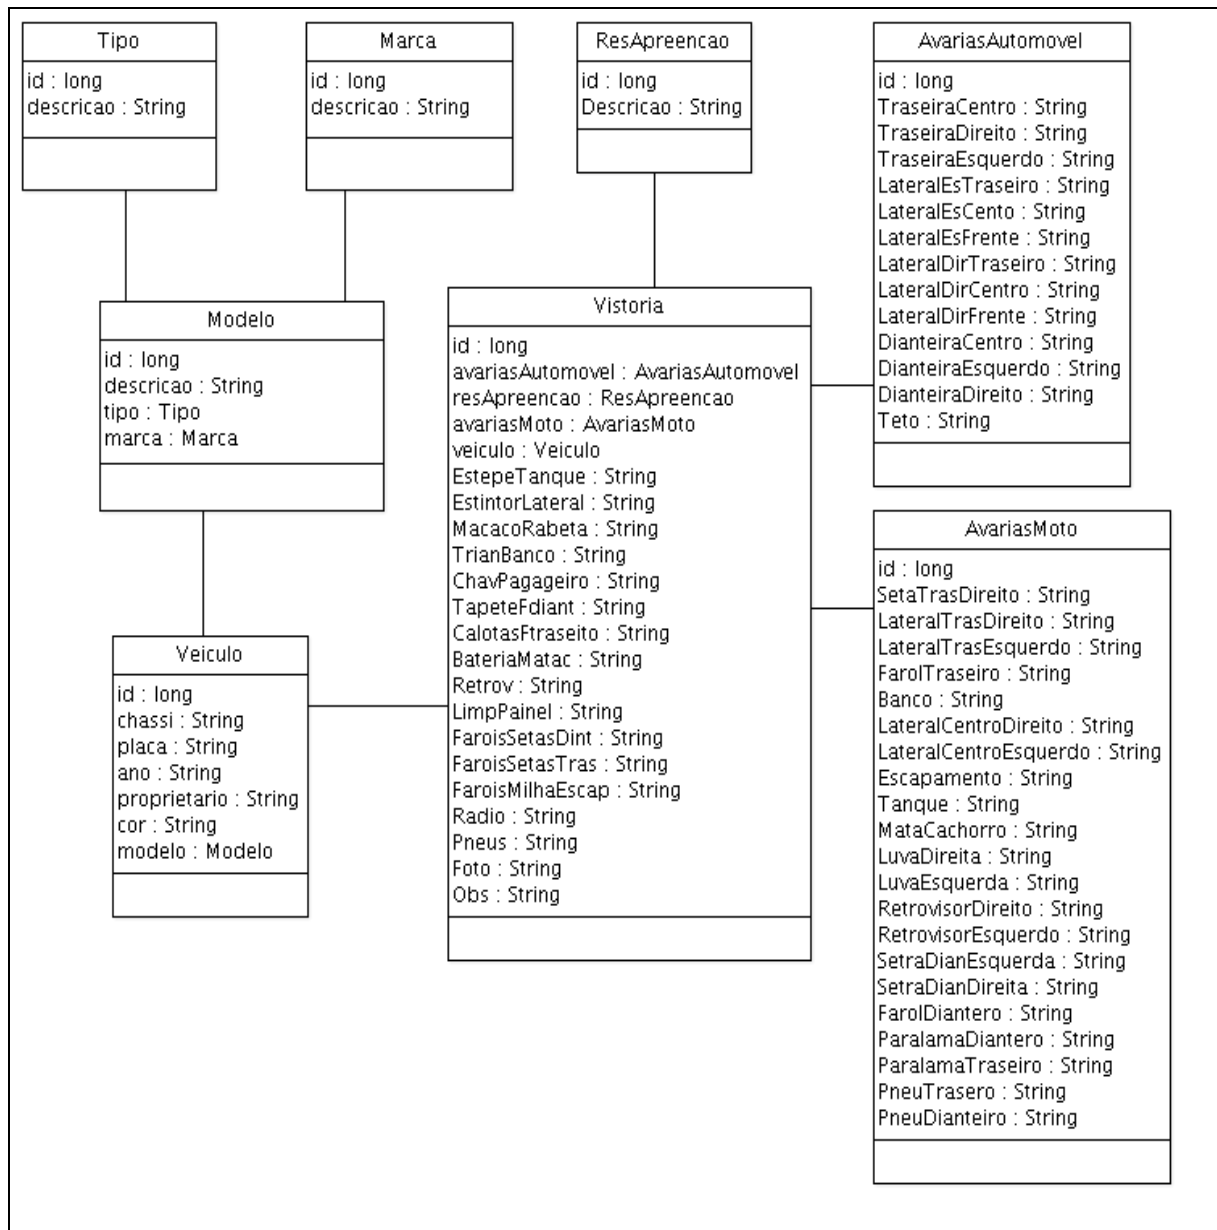 Tipo
id : long
descricao : String
Marca
id : long
descricao : String
ResApreencao
id : long
Descricao : String
AvariasAutomovel
id : long
TraseiraCentro : String
TraseiraDireito : String
TraseiraEsquerdo : String
LateralEsTraseiro : String
LateralEsCento : String
LateralEsFrente : String
LateralDirTraseiro : String
LateralDirCentro : String
LateralDirFrente : String
DianteiraCentro : String
DianteiraEsquerdo : String
DianteiraDireito : String
Teto : String
Modelo
id : long
descricao : String
tipo : Tipo
marca : Marca
Vistoria
id : long
avariasAutomovel : AvariasAutomovel
resApreencao : ResApreencao
avariasMoto : AvariasMoto
veiculo : Veiculo
EstepeTanque : String
EstintorLateral : String
MacacoRabeta : String
TrianBanco : String
ChavPagageiro : String
TapeteFdiant : String
CalotasFtraseito : String
BateriaMatac : String
Retrov : String
LimpPainel : String
FaroisSetasDint : String
FaroisSetasTras : String
FaroisMilhaEscap : String
Radio : String
Pneus : String
Foto : String
Obs : String
AvariasMoto
id : long
SetaTrasDireito : String
LateralTrasDireito : String
LateralTrasEsquerdo : String
FarolTraseiro : String
Banco : String
LateralCentroDireito : String
LateralCentroEsquerdo : String
Escapamento : String
Tanque : String
MataCachorro : String
LuvaDireita : String
LuvaEsquerda : String
RetrovisorDireito : String
RetrovisorEsquerdo : String
SetraDianEsquerda : String
SetraDianDireita : String
FarolDiantero : String
ParalamaDiantero : String
ParalamaTraseiro : String
PneuTrasero : String
PneuDianteiro : String
Veiculo
id : long
chassi : String
placa : String
ano : String
proprietario : String
cor : String
modelo : Modelo